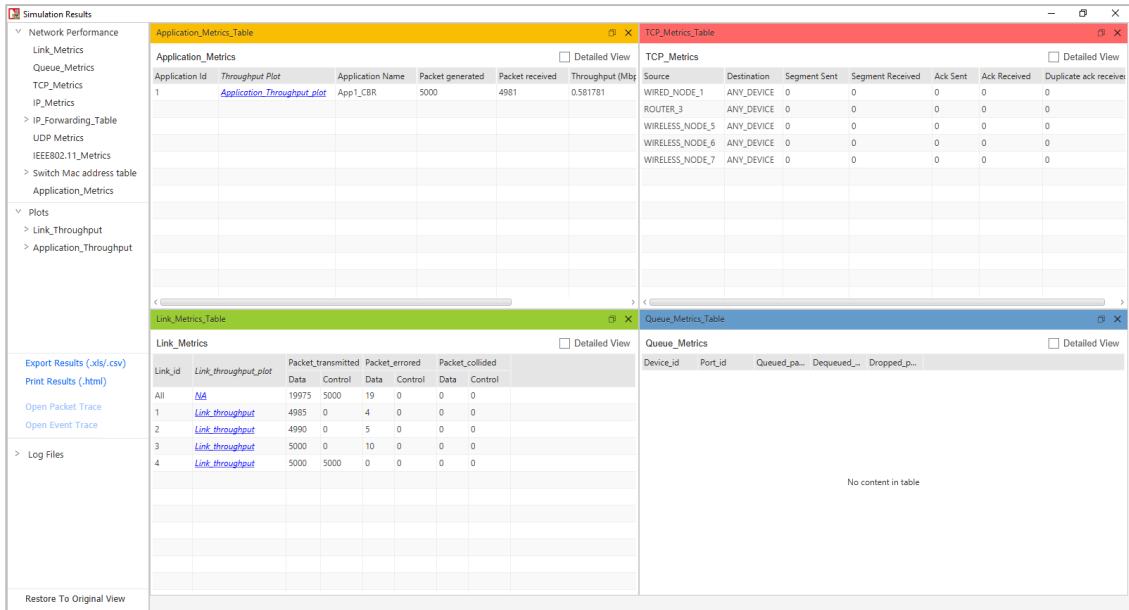 Simulation Results
Network Performance
Link_Metrics
Queue_Metrics
TCP_Metrics
IP_Metrics
IP_Forwarding_Table
UDP Metrics
IEEE802.11_Metrics
Switch Mac address table
Application_Metrics
Plots
Link_Throughput
Application_Throughput
Export Results (.xls/.csv)
Print Results (.html)
Open Packet Trace
Open Event Trace
Log Files
Restore To Original View
Application_Metrics_Table
Application_Metrics Detailed View
Application Id Throughput Plot Application Name Packet generated Packet received Throughput (Mbp
1 Application_Throughput_plot App1_CBR 5000 4981 0.581781
TCP_Metrics_Table
TCP_Metrics Detailed View
Source Destination Segment Sent Segment Received Ack Sent Ack Received Duplicate ack received
WIRED_NODE_1 ANY_DEVICE 0 0 0 0 0
ROUTER_3 ANY_DEVICE 0 0 0 0 0
WIRELESS_NODE_5 ANY_DEVICE 0 0 0 0 0
WIRELESS_NODE_6 ANY_DEVICE 0 0 0 0 0
WIRELESS_NODE_7 ANY_DEVICE 0 0 0 0 0
Link_Metrics_Table
Link_Metrics Detailed View
Link_id Link_throughput_plot Packet_transmitted Packet_errored Packet_collided
Data Control Data Control Data Control
All NA 19975 5000 19 0 0 0
1 Link_throughput 4985 0 4 0 0 0
2 Link_throughput 4990 0 5 0 0 0
3 Link_throughput 5000 0 10 0 0 0
4 Link_throughput 5000 5000 0 0 0 0
Queue_Metrics_Table
Queue_Metrics Detailed View
Device_id Port_id Queued_pa... Dequeued_... Dropped_p...
No content in table